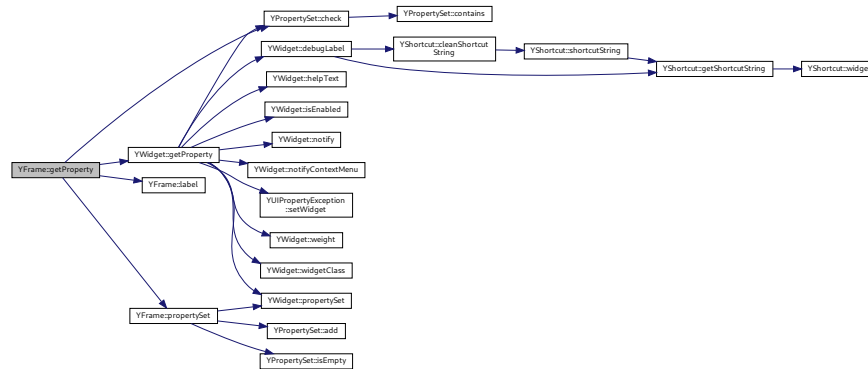 YPropertySet::check
YPropertySet::contains
YWidget::debugLabel
YShortcut::cleanShortcut
String
YShortcut::shortcutString
YShortcut::getShortcutString
YShortcut::widge
YWidget::helpText
YWidget::isEnabled
YWidget::notify
YWidget::getProperty
YFrame::getProperty
YWidget::notifyContextMenu
YFrame::label
YUIPropertyException
::setWidget
YWidget::weight
YWidget::widgetClass
YWidget::propertySet
YFrame::propertySet
YPropertySet::add
YPropertySet::isEmpty